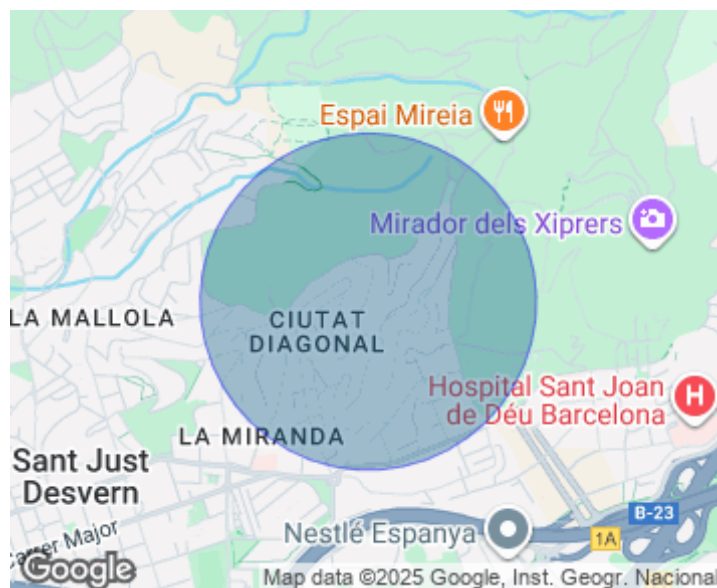 Espai Mireia
Mirador dels Xiprers
LA MALLOLA
CIUTAT
DIAGONAL
Hospital Sant Joan
de Déu Barcelona
H
LA MIRANDA
Sant Just
Desvern
B-23
Nestlé Espanya
1A
Carrer Major
Google
Map data ©2025 Google, Inst. Geogr. Nacional